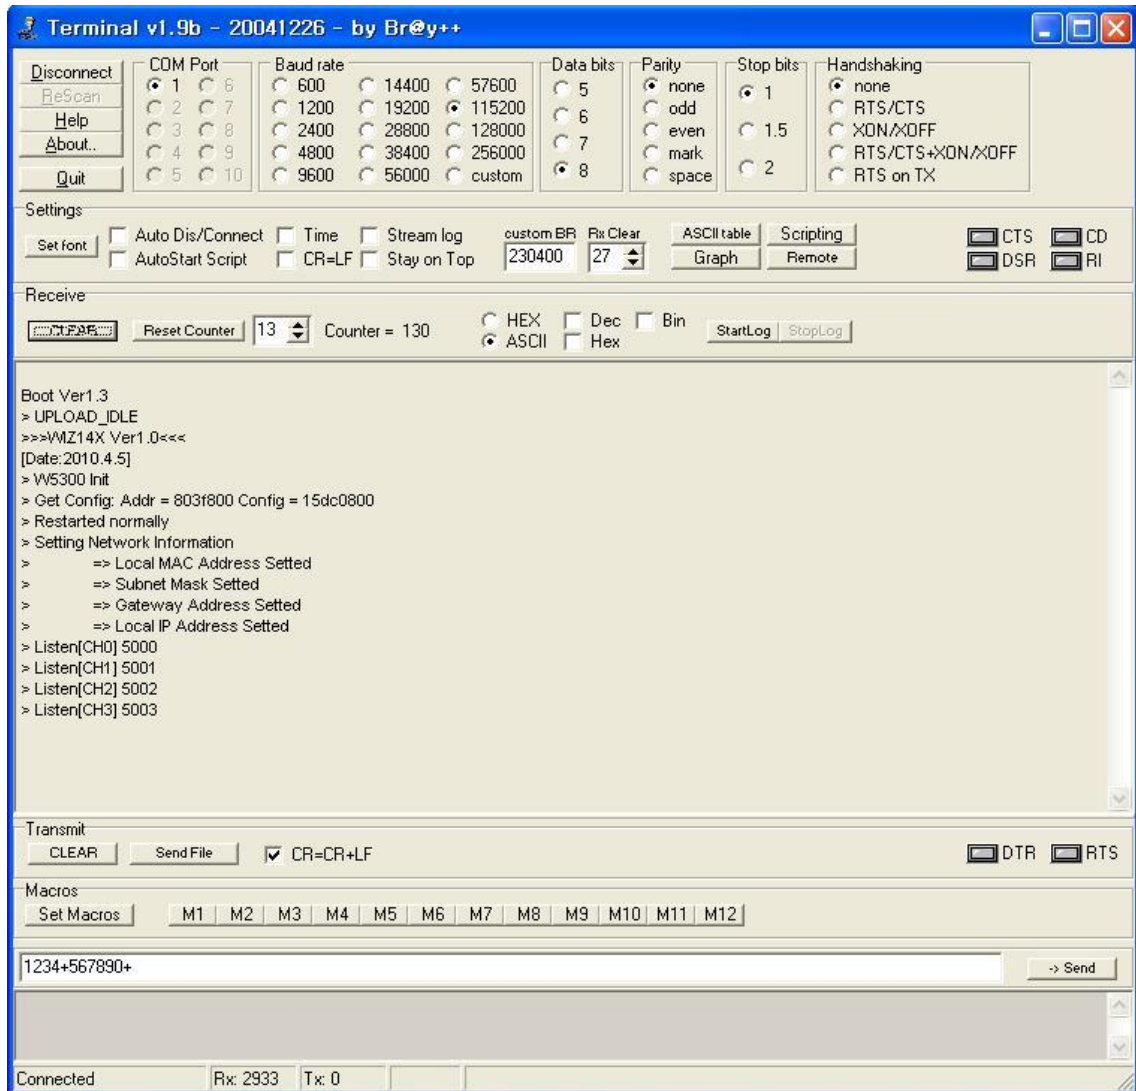 Terminal v1.9b - 20041226 - by Br@y++
Disconnect
ReScan
Help
About..
Quit
COM Port
1 6
2 7
3 8
4 9
5 10
Baud rate
600 14400 57600
1200 19200 115200
2400 28800 128000
4800 38400 256000
9600 56000 custom
Data bits
5
6
7
8
Parity
none
odd
even
mark
space
Stop bits
1
1.5
2
Handshaking
none
RTS/CTS
XON/XOFF
RTS/CTS+XON/XOFF
RTS on TX
Settings
Set font
Auto Dis/Connect Time Stream log
AutoStart Script CR=LF Stay on Top
custom BR Rx Clear
230400 27
ASCII table Scripting
Graph Remote
CTS CD
DSR RI
Receive
CLEAR Reset Counter 13 Counter = 130
HEX Dec Bin
ASCII Hex
StartLog StopLog
Boot Ver1.3
> UPLOAD_IDLE
>>>WIZ14X Ver1.0<<<
[Date:2010.4.5]
> W5300 Init
> Get Config: Addr = 803f800 Config = 15dc0800
> Restarted normally
> Setting Network Information
> => Local MAC Address Setted
> => Subnet Mask Setted
> => Gateway Address Setted
> => Local IP Address Setted
> Listen[CH0] 5000
> Listen[CH1] 5001
> Listen[CH2] 5002
> Listen[CH3] 5003
Transmit
CLEAR Send File CR=CR+LF DTR RTS
Macros
Set Macros M1 M2 M3 M4 M5 M6 M7 M8 M9 M10 M11 M12
1234+567890+
-> Send
Connected Rx: 2933 Tx: 0